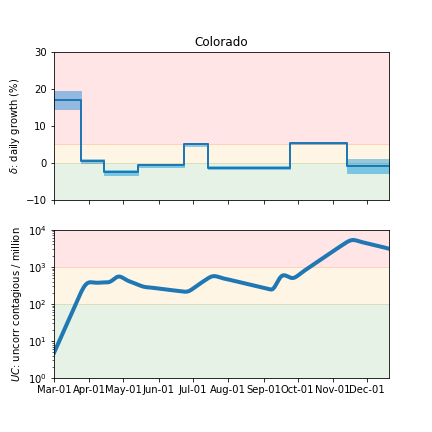 Colorado
30
20
10
0
−10
δ: daily growth (%)
10⁴
10³
10²
10¹
10⁰
UC: uncorr contagious / million
Mar-01 Apr-01 May-01 Jun-01 Jul-01 Aug-01 Sep-01 Oct-01 Nov-01 Dec-01